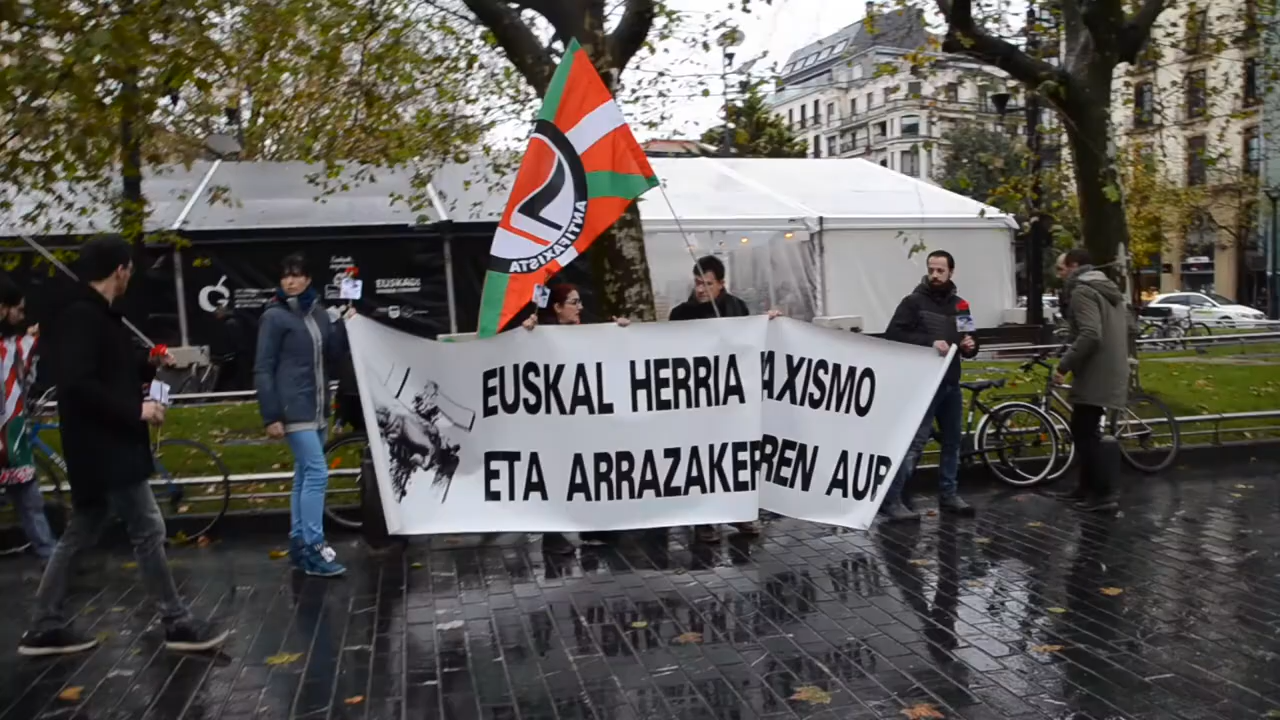 ANTIFAXISTA
EUSKADI
EUSKAL HERRIA AXISMO
ETA ARRAZAKER REN AUR